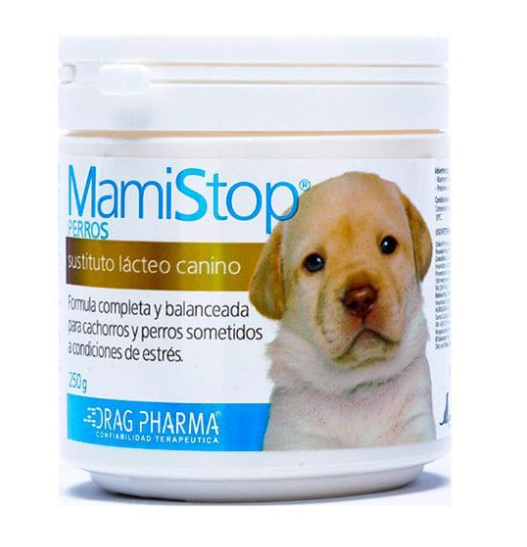 MamiStop®
PERROS
sustituto lácteo canino
Fórmula completa y balanceada
para cachorros y perros sometidos
a condiciones de estrés.
250 g
DRAG PHARMA®
CONFIABILIDAD TERAPEUTICA